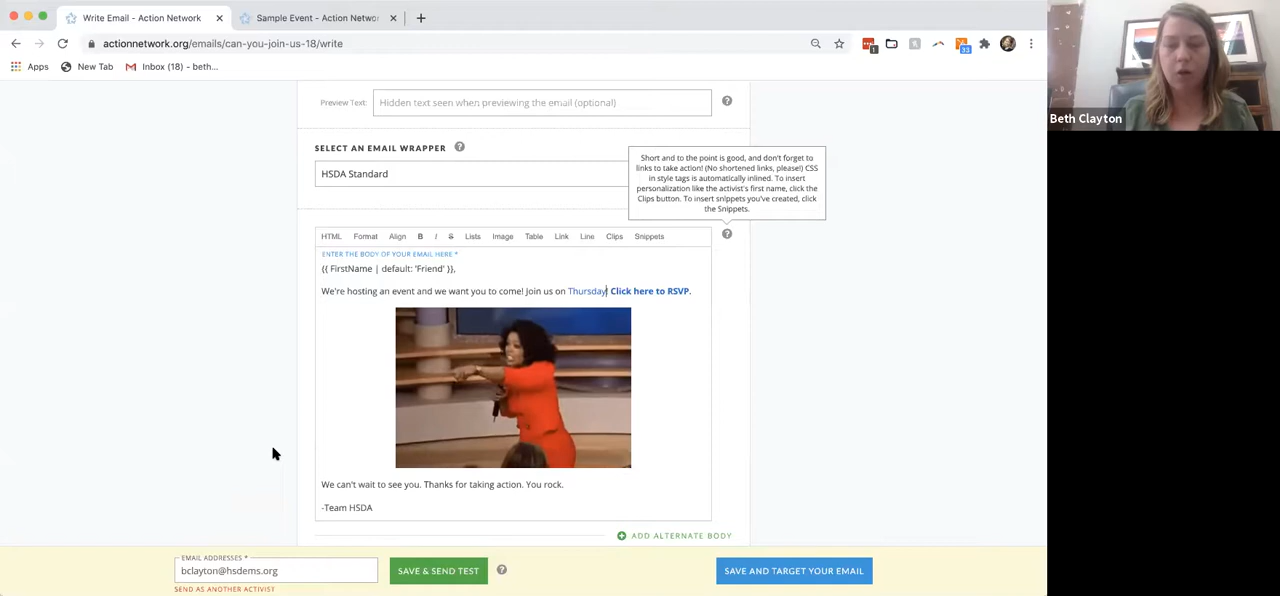 Write Email - Action Network
Sample Event - Action Networ
actionnetwork.org/emails/can-you-join-us-18/write
1
33
Apps
New Tab
Inbox (18) - beth...
Beth Clayton
Preview Text:
Hidden text seen when previewing the email (optional)
?
SELECT AN EMAIL WRAPPER
?
HSDA Standard
Short and to the point is good, and don't forget to
links to take action! (No shortened links, please!) CSS
in style tags is automatically inlined. To insert
personalization like the activist's first name, click the
Clips button. To insert snippets you've created, click
the Snippets.
HTML Format Align B I S Lists Image Table Link Line Clips Snippets
?
ENTER THE BODY OF YOUR EMAIL HERE *
{{ FirstName | default: 'Friend' }},
We're hosting an event and we want you to come! Join us on Thursday! Click here to RSVP.
We can't wait to see you. Thanks for taking action. You rock.
-Team HSDA
ADD ALTERNATE BODY
EMAIL ADDRESSES *
bclayton@hsdems.org
SEND AS ANOTHER ACTIVIST
SAVE & SEND TEST
?
SAVE AND TARGET YOUR EMAIL